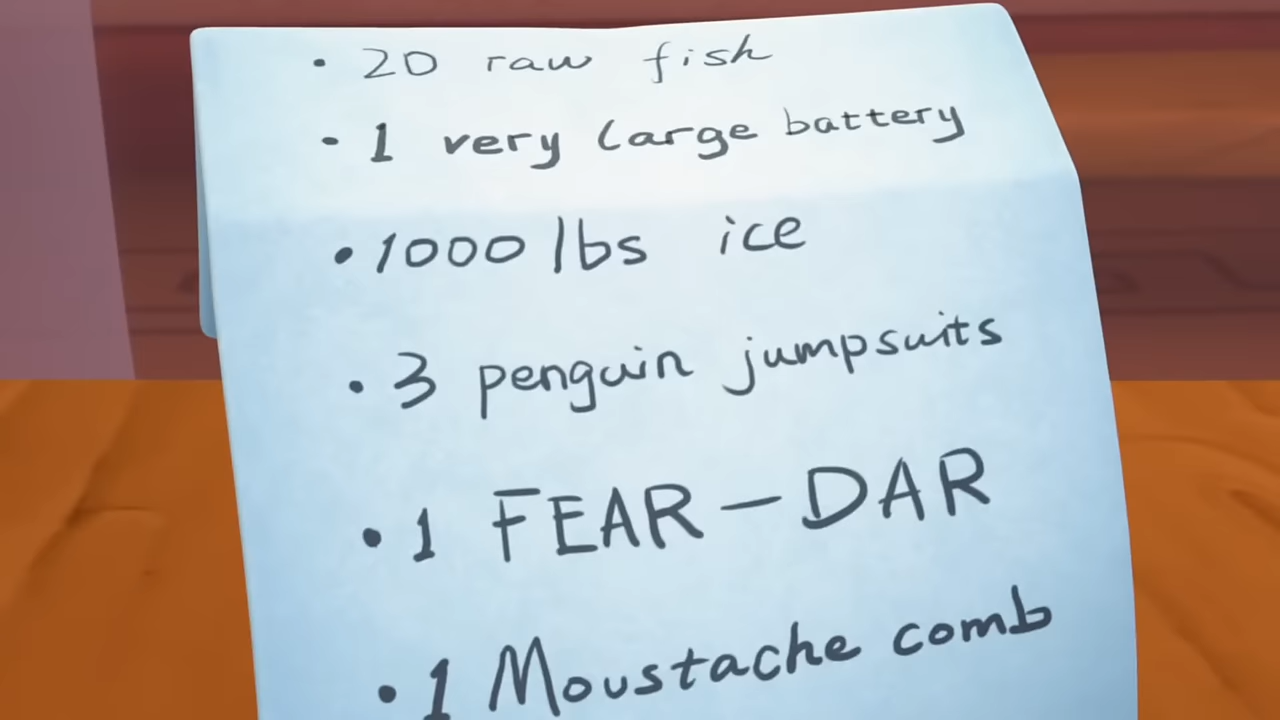 • 20 raw fish
• 1 very large battery
• 1000 lbs ice
• 3 penguin jumpsuits
• 1 FEAR-DAR
• 1 Moustache comb